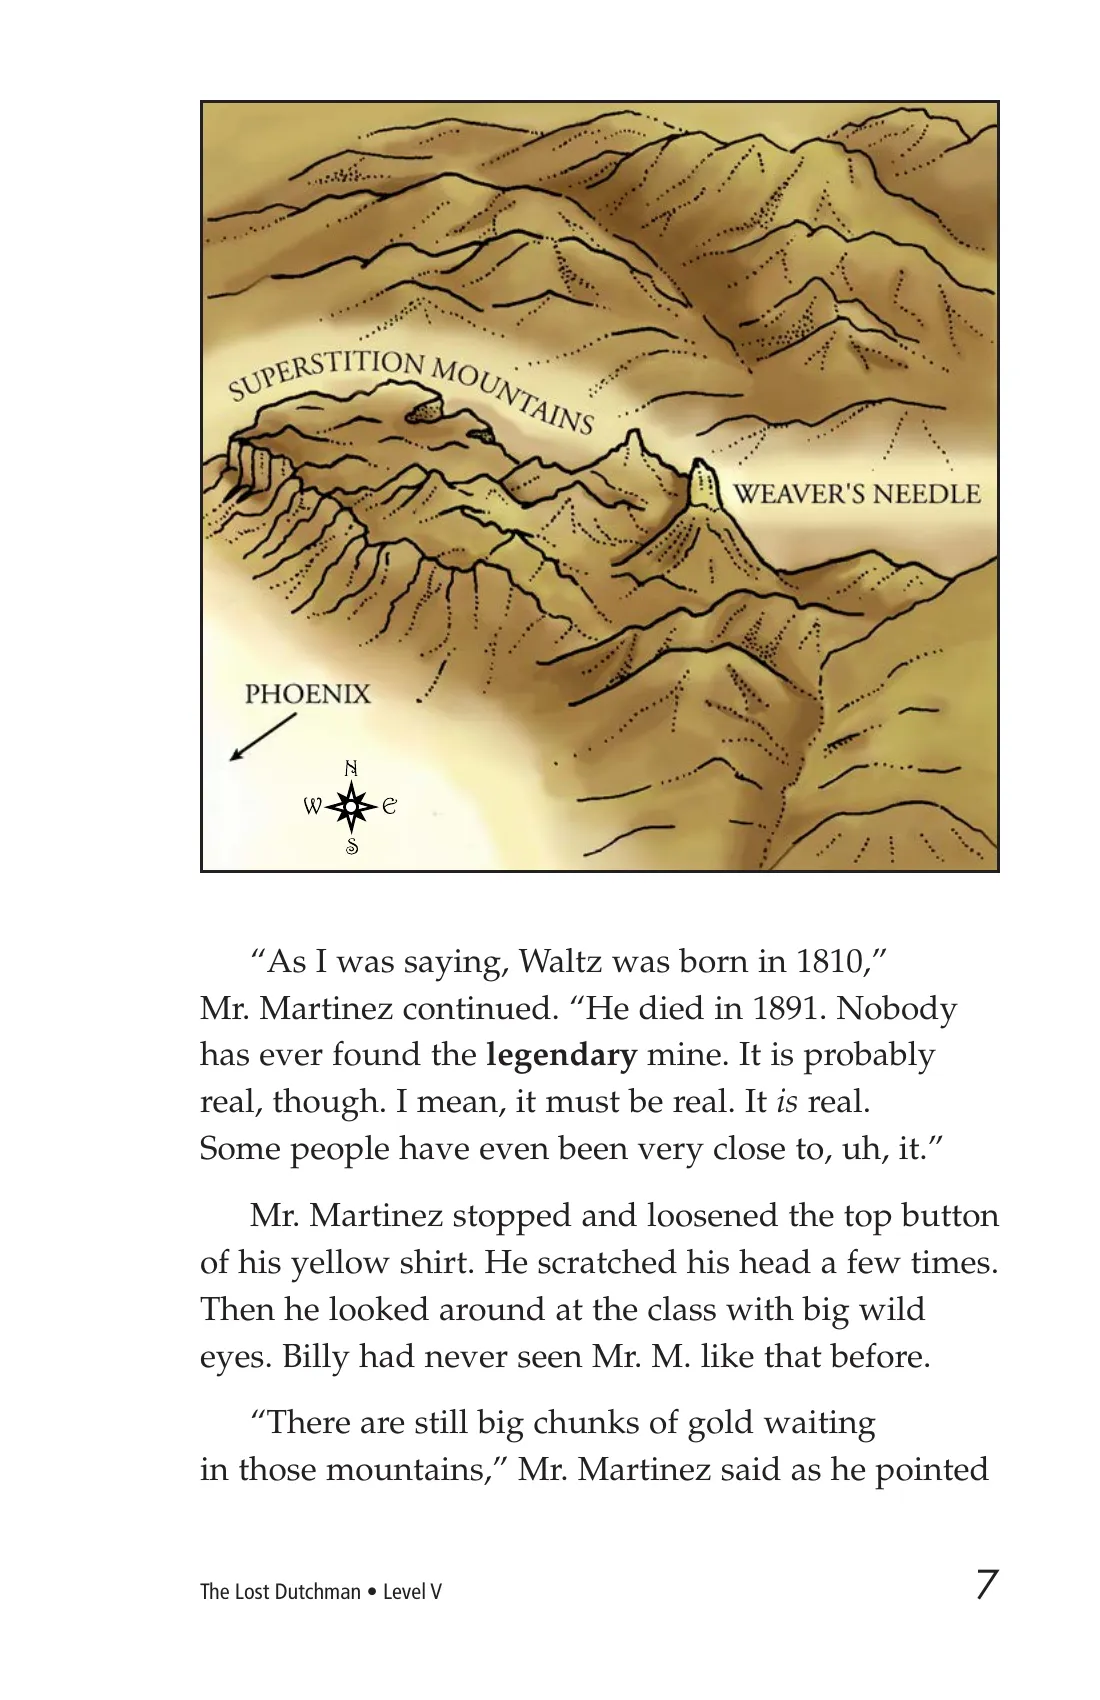 SUPERSTITION MOUNTAINS
WEAVER'S NEEDLE
PHOENIX
N
W E
S
“As I was saying, Waltz was born in 1810,”
Mr. Martinez continued. “He died in 1891. Nobody
has ever found the legendary mine. It is probably
real, though. I mean, it must be real. It is real.
Some people have even been very close to, uh, it.”
Mr. Martinez stopped and loosened the top button
of his yellow shirt. He scratched his head a few times.
Then he looked around at the class with big wild
eyes. Billy had never seen Mr. M. like that before.
“There are still big chunks of gold waiting
in those mountains,” Mr. Martinez said as he pointed
The Lost Dutchman • Level V
7